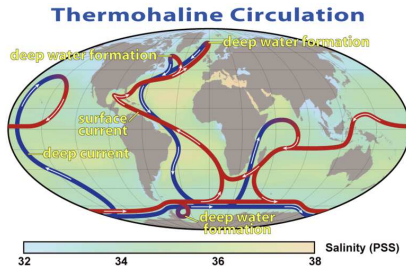 Thermohaline Circulation
deep water formation
deep water formation
surface
current
deep current
deep water
formation
Salinity (PSS)
32 34 36 38